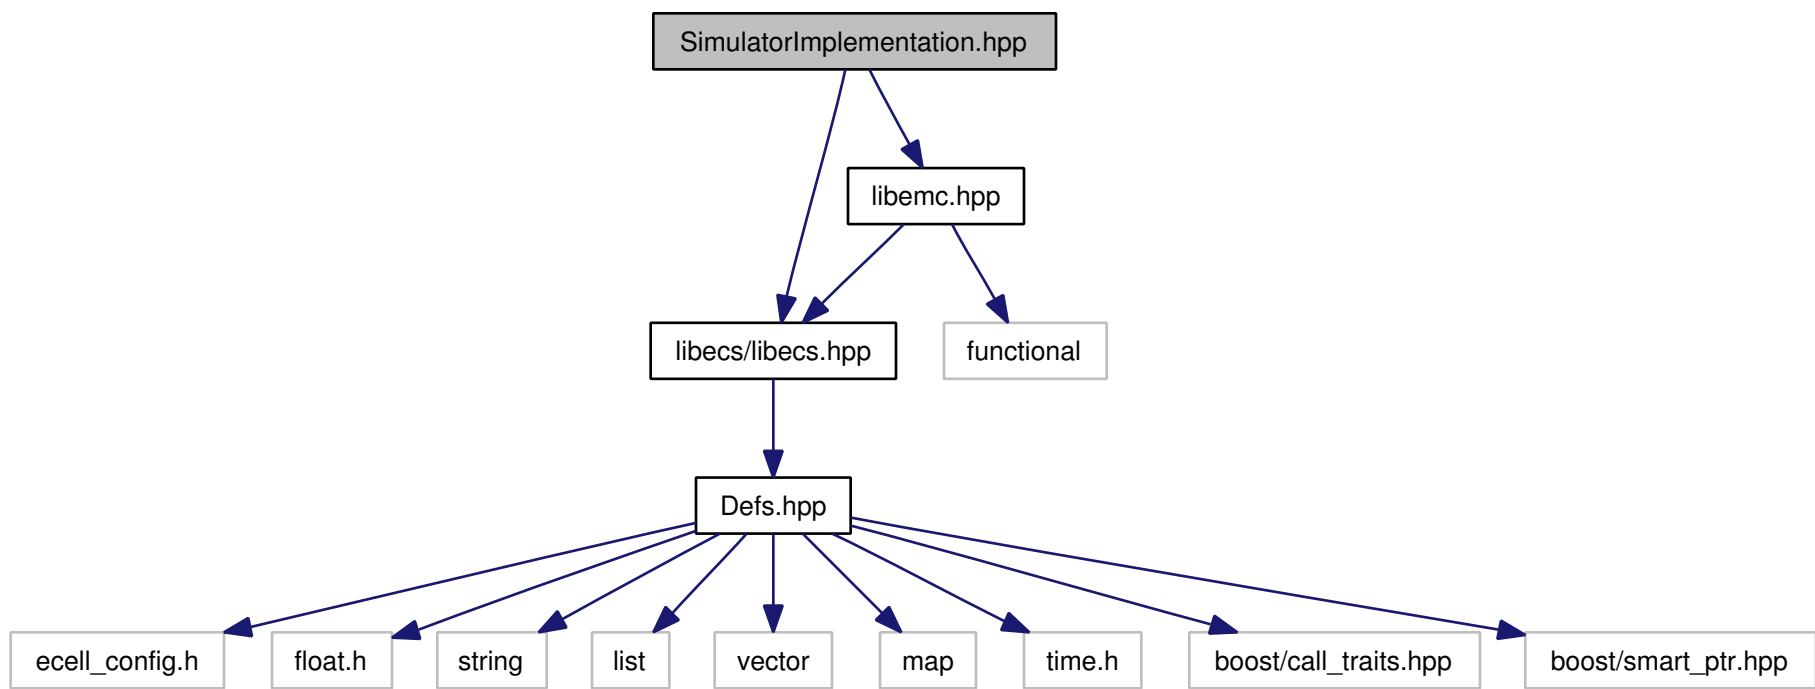 SimulatorImplementation.hpp
libemc.hpp
libecs/libecs.hpp
functional
Defs.hpp
ecell_config.h
float.h
string
list
vector
map
time.h
boost/call_traits.hpp
boost/smart_ptr.hpp